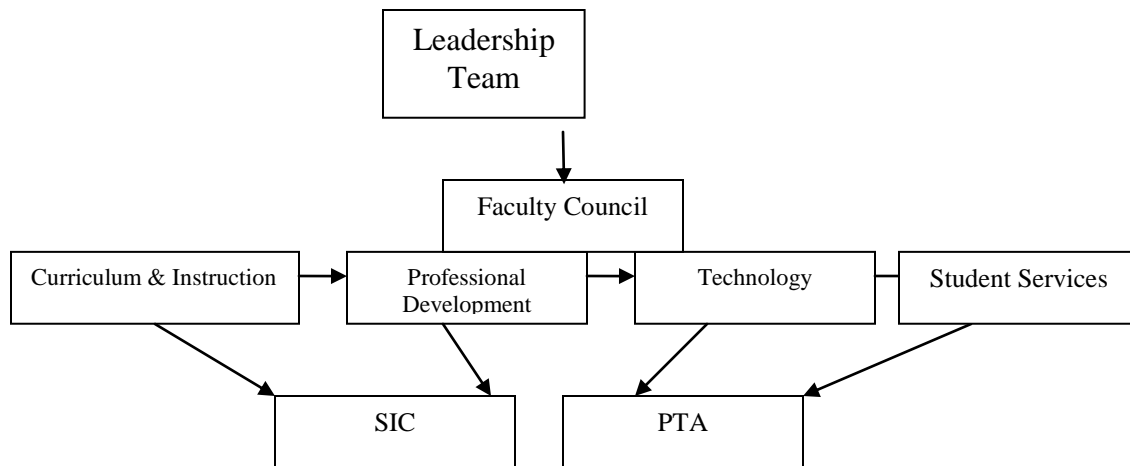 Leadership
Team
Faculty Council
Curriculum & Instruction
Professional
Development
Technology
Student Services
SIC
PTA